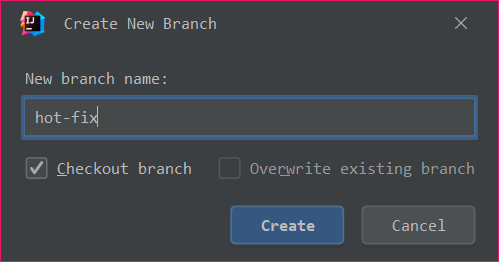 IJ
Create New Branch
New branch name:
hot-fix
Checkout branch
Overwrite existing branch
Create
Cancel